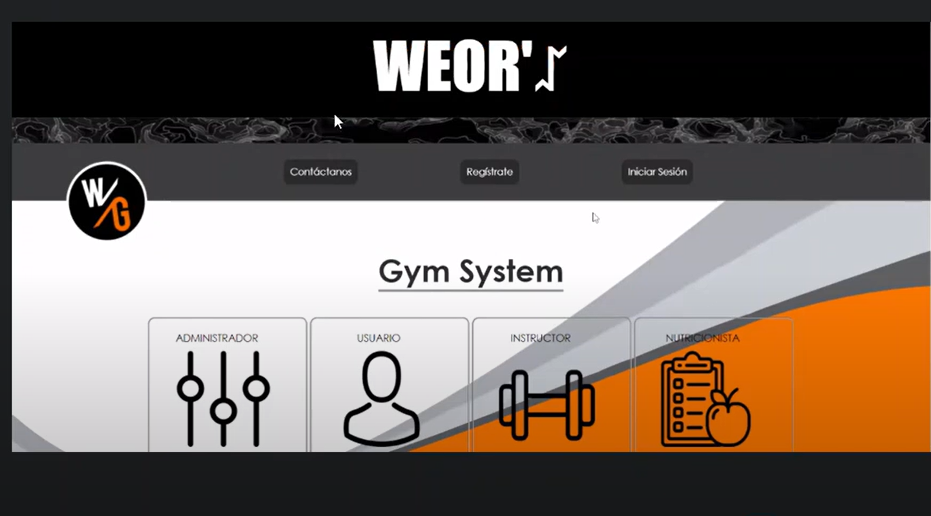 WEOR'S
Contáctanos
Regístrate
Iniciar Sesión
W/G
Gym System
ADMINISTRADOR
USUARIO
INSTRUCTOR
NUTRICIONISTA